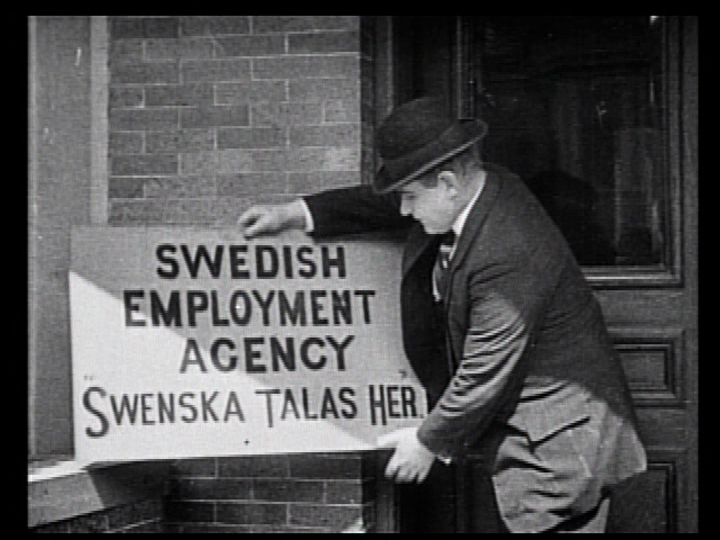 SWEDISH
EMPLOYMENT
AGENCY
"SWENSKA TALAS HER"